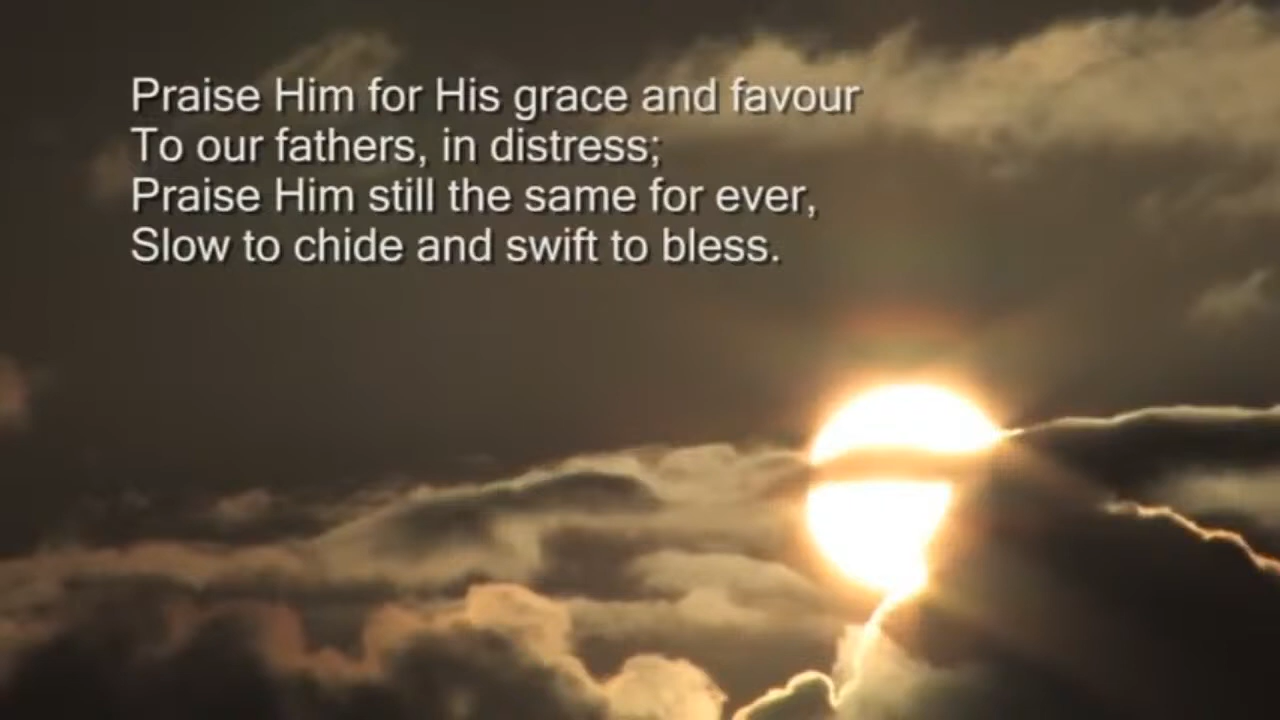 Praise Him for His grace and favour
To our fathers, in distress;
Praise Him still the same for ever,
Slow to chide and swift to bless.